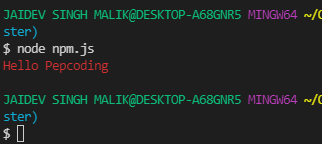 JAIDEV SINGH MALIK@DESKTOP-A68GNR5 MINGW64 ~/
ster)
$ node npm.js
Hello Pepcoding
JAIDEV SINGH MALIK@DESKTOP-A68GNR5 MINGW64 ~/
ster)
$